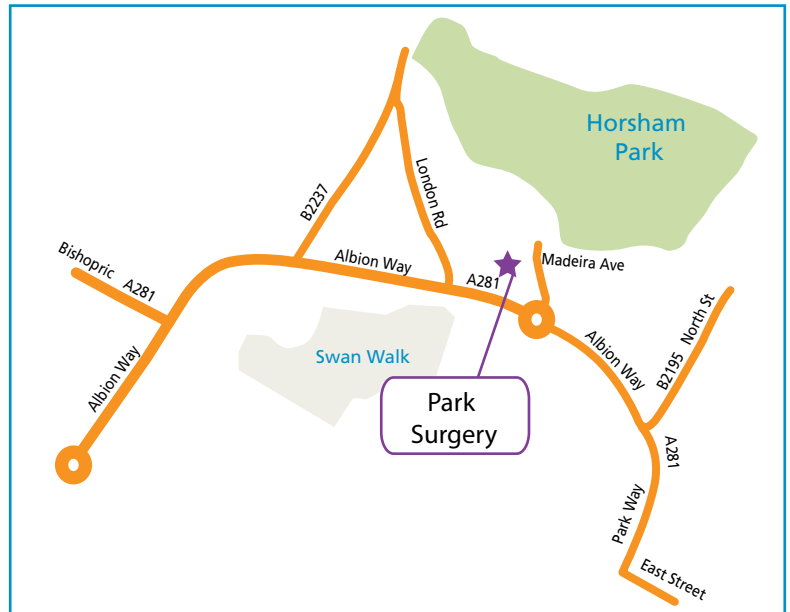 Horsham
Park
B2237
London Rd
Bishopric A281
Albion Way
A281
Madeira Ave
Albion Way
Swan Walk
Albion Way
B2195 North St
Park
Surgery
A281
Park Way
East Street